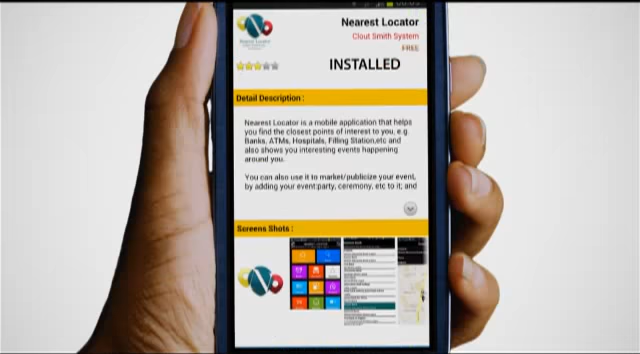 Nearest Locator
Clout Smith System
FREE
Nearest Locator
INSTALLED
Detail Description :
Nearest Locator is a mobile application that helps
you find the closest points of interest to you, e.g.
Banks, ATMs, Hospitals, Filling Station,etc and
also shows you interesting events happening
around you.
You can also use it to market/publicize your event,
by adding your event:party, ceremony, etc to it; and
Screens Shots :